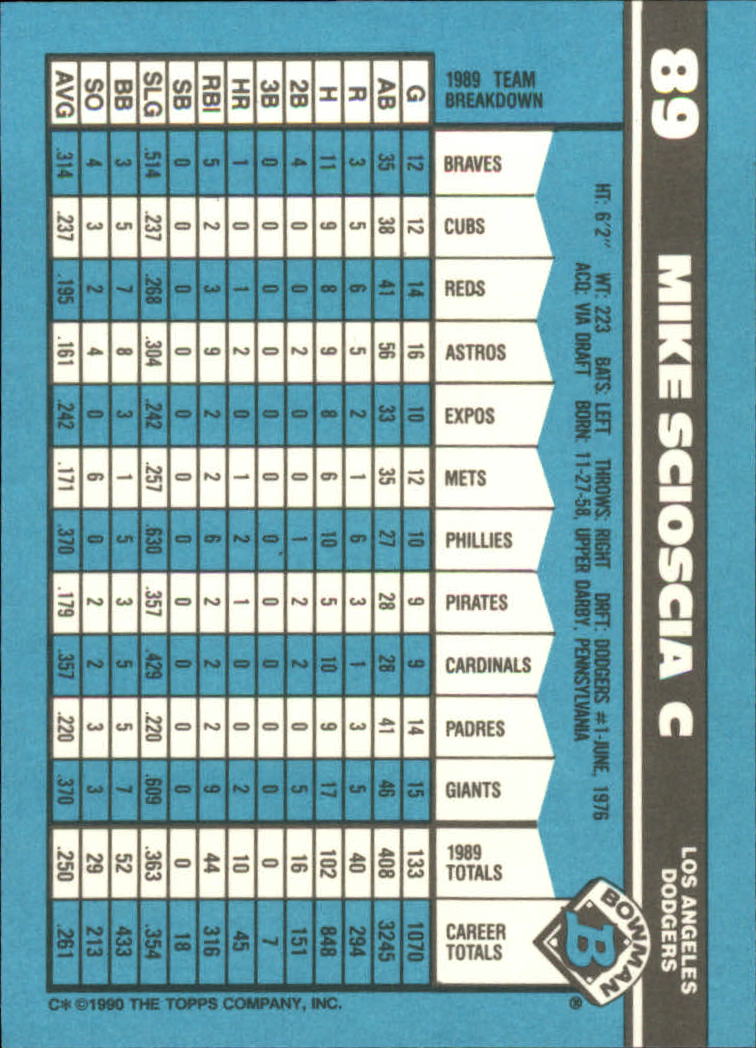 89 MIKE SCIOSCIA C
LOS ANGELES
DODGERS
BOWMAN
B
®
HT: 6'2" WT: 223 BATS: LEFT THROWS: RIGHT DRFT: DODGERS #1-JUNE, 1976
ACQ: VIA DRAFT BORN: 11-27-58, UPPER DARBY, PENNSYLVANIA
1989 TEAM BREAKDOWN BRAVES CUBS REDS ASTROS EXPOS METS PHILLIES PIRATES CARDINALS PADRES GIANTS 1989 TOTALS CAREER TOTALS
G 12 12 14 16 10 12 10 9 9 14 15 133 1070
AB 35 38 41 56 33 35 27 28 28 41 46 408 3245
R 3 5 6 5 2 1 6 3 1 3 5 40 294
H 11 9 8 9 8 6 10 5 10 9 17 102 848
2B 4 0 0 2 0 0 1 2 2 0 5 16 151
3B 0 0 0 0 0 0 0 0 0 0 0 0 7
HR 1 0 1 2 0 1 2 1 0 0 2 10 45
RBI 5 2 3 9 2 2 6 2 2 2 9 44 316
SB 0 0 0 0 0 0 0 0 0 0 0 0 18
SLG .514 .237 .268 .304 .242 .257 .630 .357 .429 .220 .609 .363 .354
BB 3 5 7 8 3 1 5 3 5 5 7 52 433
SO 4 3 2 4 0 6 0 2 2 3 3 29 213
AVG .314 .237 .195 .161 .242 .171 .370 .179 .357 .220 .370 .250 .261
C* ©1990 THE TOPPS COMPANY, INC.